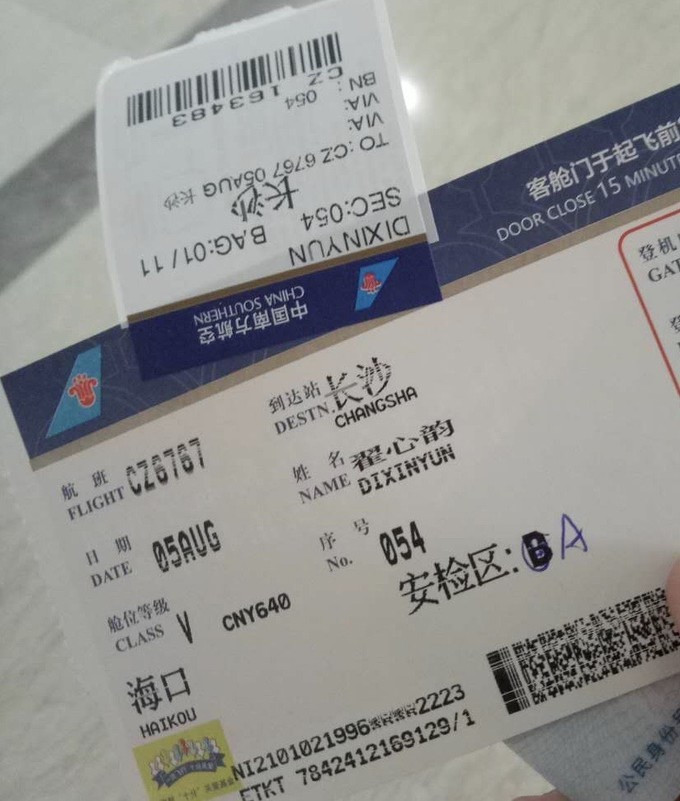 CZ 163483
BN: 054
VIA:
VIA:
TO:CZ 6767 05AUG 长沙
长沙
SEC:054
BAG:01/11
DIXINYUN
中国南方航空
CHINA SOUTHERN
客舱门于起飞前
DOOR CLOSE 15 MINUTE
登机
GAT
到达站 长沙
DESTN. CHANGSHA
航班 CZ6767
FLIGHT
姓名 翟心韵
NAME DIXINYUN
日期 05AUG
DATE
序号 054
No.
安检区: B A
舱位等级 V CNY640
CLASS
海口
HAIKOU
NI2101021996 2223
ETKT 7842412169129/1
公民身份